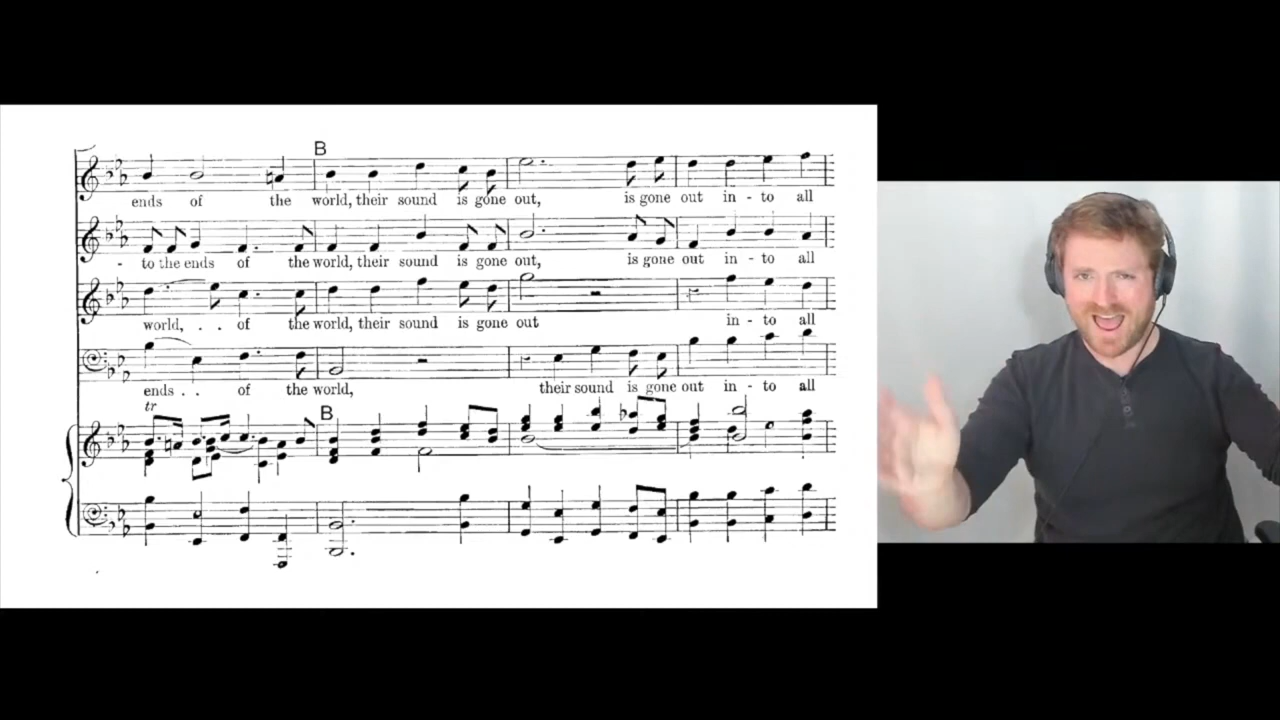 B
ends of the world, their sound is gone out, is gone out in - to all
- to the ends of the world, their sound is gone out, is gone out in - to all
world, . . of the world, their sound is gone out in - to all
ends . . of the world, their sound is gone out in - to all
tr
B